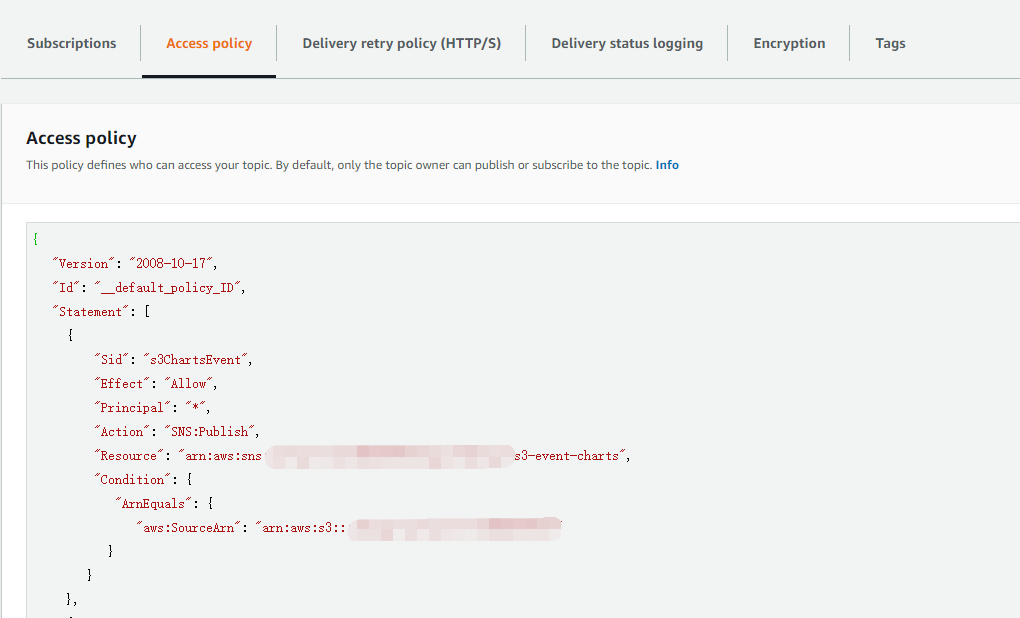 Subscriptions Access policy Delivery retry policy (HTTP/S) Delivery status logging Encryption Tags
Access policy
This policy defines who can access your topic. By default, only the topic owner can publish or subscribe to the topic. Info
{
"Version": "2008-10-17",
"Id": "__default_policy_ID",
"Statement": [
{
"Sid": "s3ChartsEvent",
"Effect": "Allow",
"Principal": "*",
"Action": "SNS:Publish",
"Resource": "arn:aws:sns s3-event-charts",
"Condition": {
"ArnEquals": {
"aws:SourceArn": "arn:aws:s3::
}
}
},